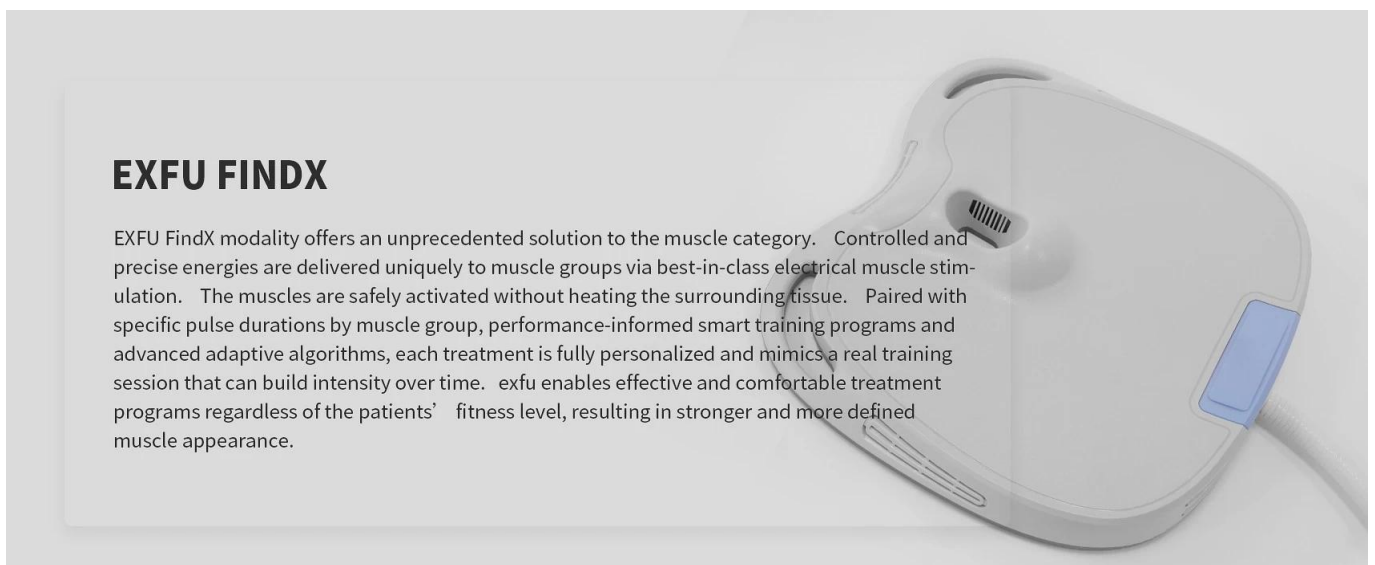 EXFU FINDX
EXFU FindX modality offers an unprecedented solution to the muscle category.   Controlled and
precise energies are delivered uniquely to muscle groups via best-in-class electrical muscle stim-
ulation.   The muscles are safely activated without heating the surrounding tissue.   Paired with
specific pulse durations by muscle group, performance-informed smart training programs and
advanced adaptive algorithms, each treatment is fully personalized and mimics a real training
session that can build intensity over time.  exfu enables effective and comfortable treatment
programs regardless of the patients’  fitness level, resulting in stronger and more defined
muscle appearance.